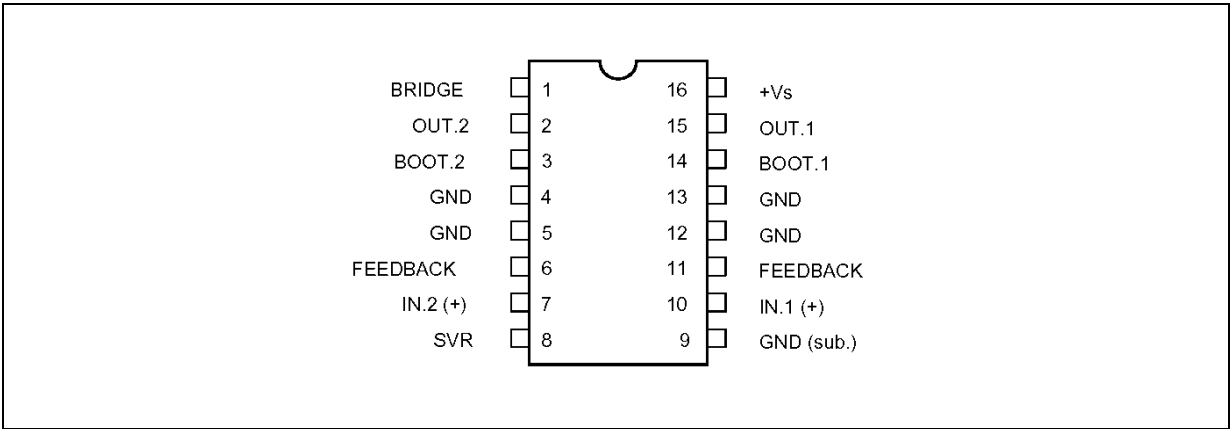 BRIDGE 1 16 +Vs
OUT.2 2 15 OUT.1
BOOT.2 3 14 BOOT.1
GND 4 13 GND
GND 5 12 GND
FEEDBACK 6 11 FEEDBACK
IN.2 (+) 7 10 IN.1 (+)
SVR 8 9 GND (sub.)